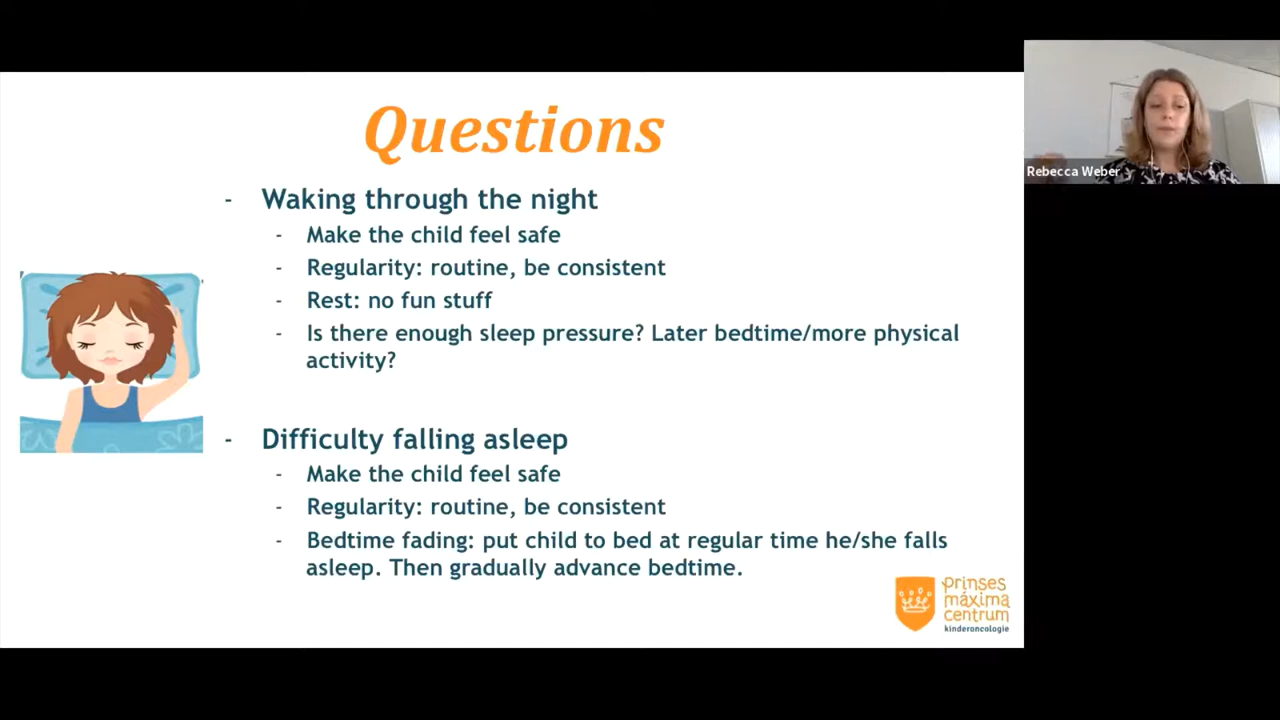 Questions
- Waking through the night
- Make the child feel safe
- Regularity: routine, be consistent
- Rest: no fun stuff
- Is there enough sleep pressure? Later bedtime/more physical
activity?
- Difficulty falling asleep
- Make the child feel safe
- Regularity: routine, be consistent
- Bedtime fading: put child to bed at regular time he/she falls
asleep. Then gradually advance bedtime.
prinses
máxima
centrum
kinderoncologie
Rebecca Weber